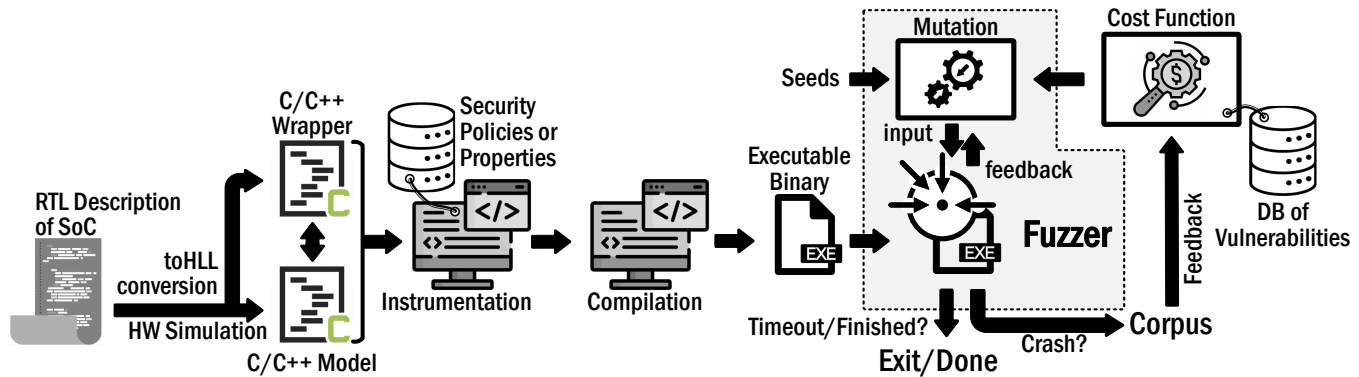 RTL Description
of SoC
toHLL
conversion
HW Simulation
C/C++
Wrapper
C
C
C/C++ Model
Security
Policies or
Properties
</>
<>
Instrumentation
</>
<>
Compilation
Executable
Binary
EXE
Seeds
Mutation
input
feedback
EXE
Fuzzer
Timeout/Finished?
Exit/Done
Crash?
Corpus
Feedback
Cost Function
$
DB of
Vulnerabilities